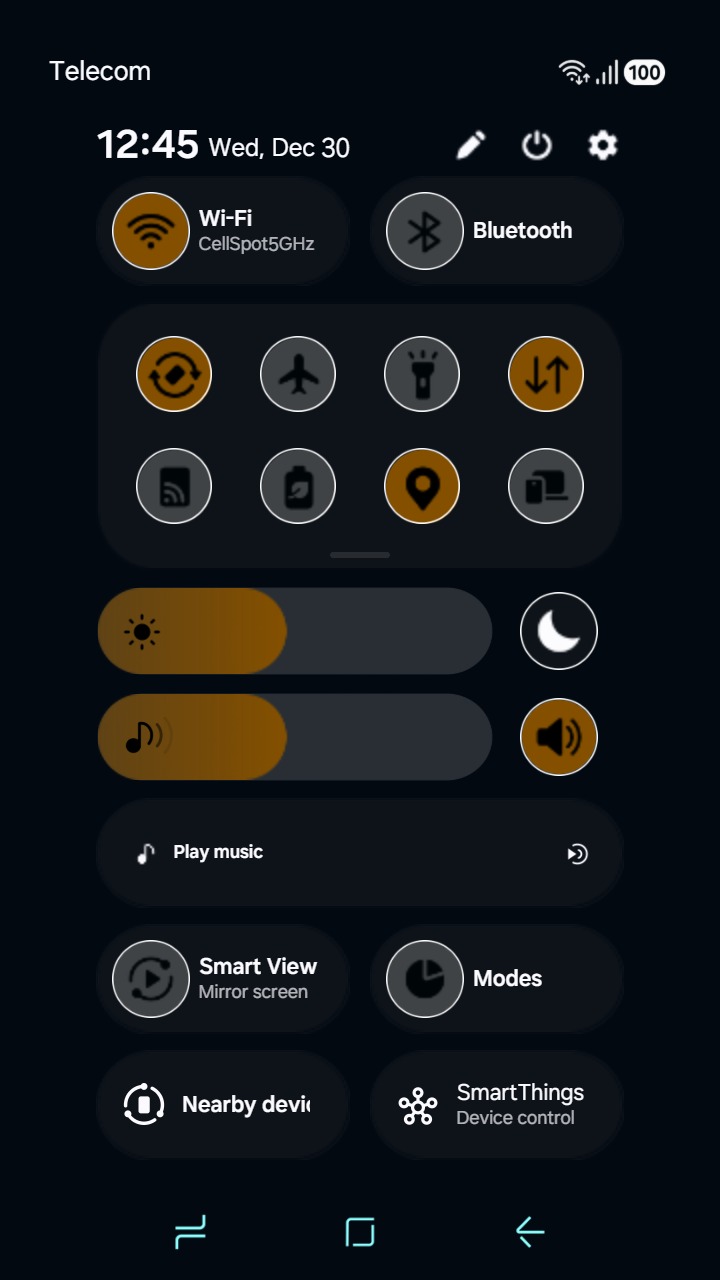 Telecom
100
12:45 Wed, Dec 30
Wi-Fi
CellSpot5GHz
Bluetooth
Play music
Smart View
Mirror screen
Modes
Nearby devic
SmartThings
Device control